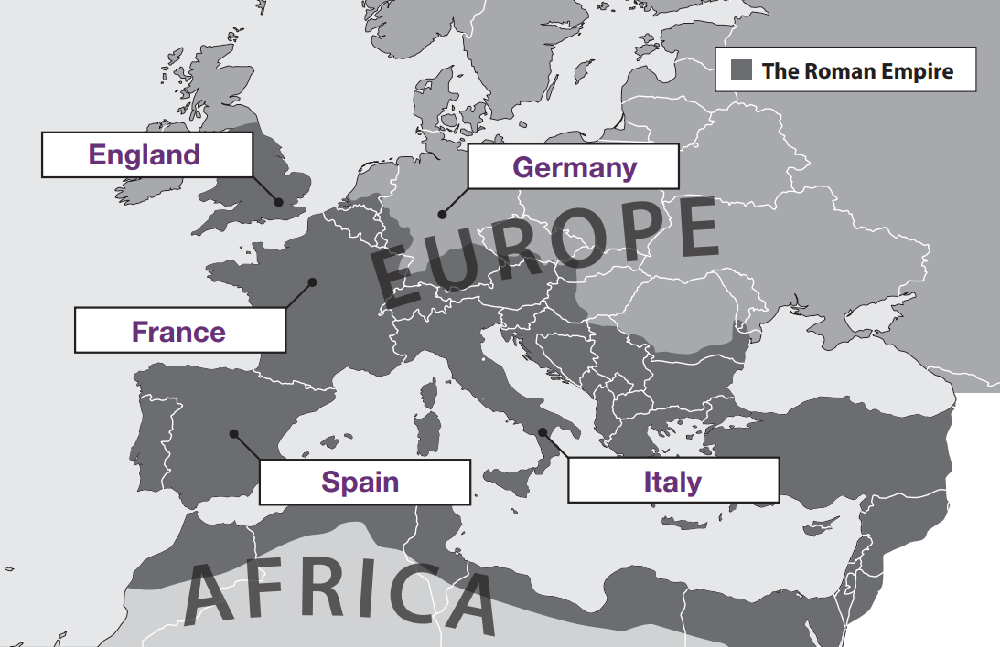 The Roman Empire
England
Germany
EUROPE
France
Spain
Italy
AFRICA